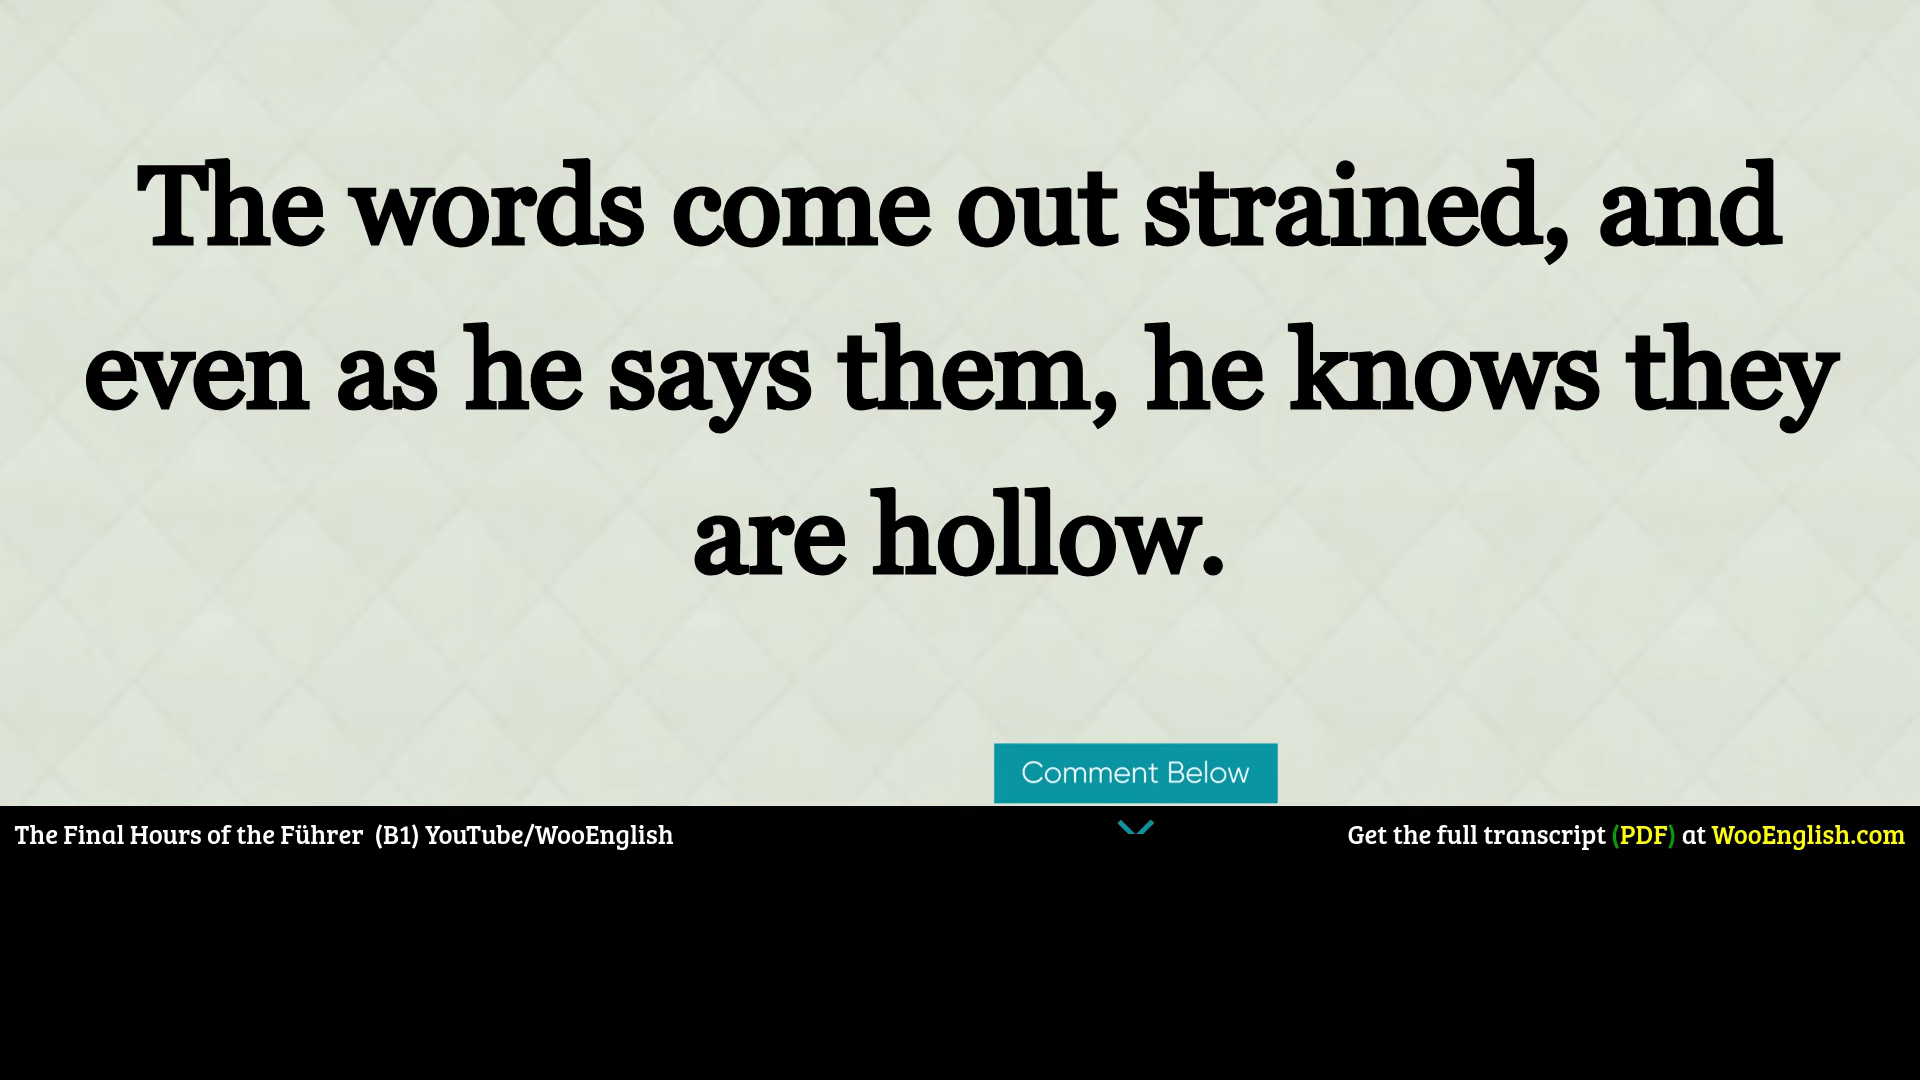 The words come out strained, and
even as he says them, he knows they
are hollow.
Comment Below
The Final Hours of the Führer (B1) YouTube/WooEnglish
Get the full transcript (PDF) at WooEnglish.com